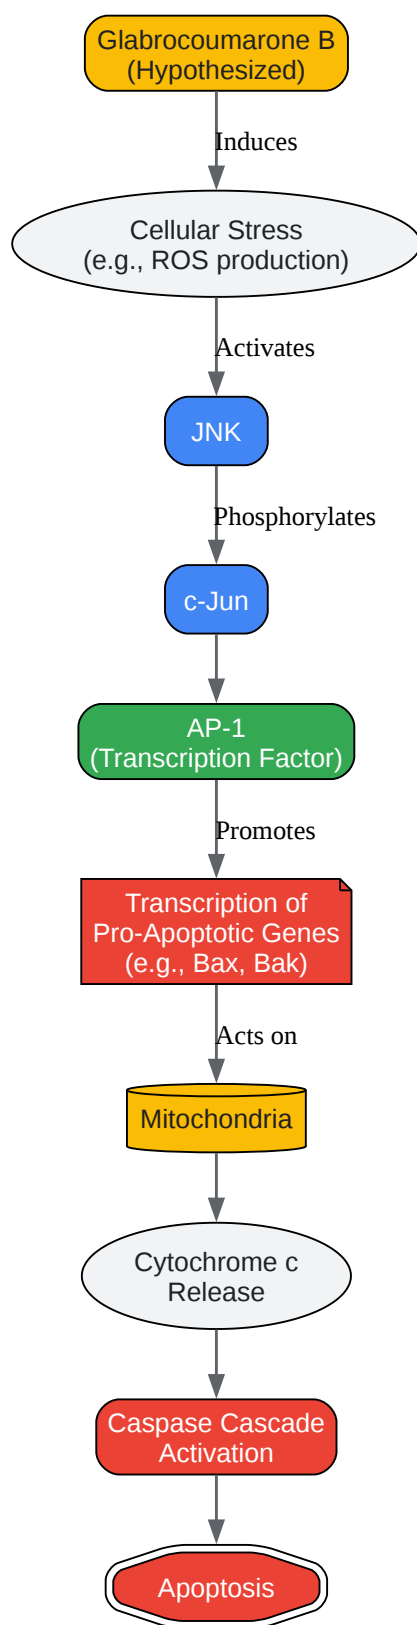 Glabrocoumarone B
(Hypothesized)
Induces
Cellular Stress
(e.g., ROS production)
Activates
JNK
Phosphorylates
c-Jun
AP-1
(Transcription Factor)
Promotes
Transcription of
Pro-Apoptotic Genes
(e.g., Bax, Bak)
Acts on
Mitochondria
Cytochrome c
Release
Caspase Cascade
Activation
Apoptosis